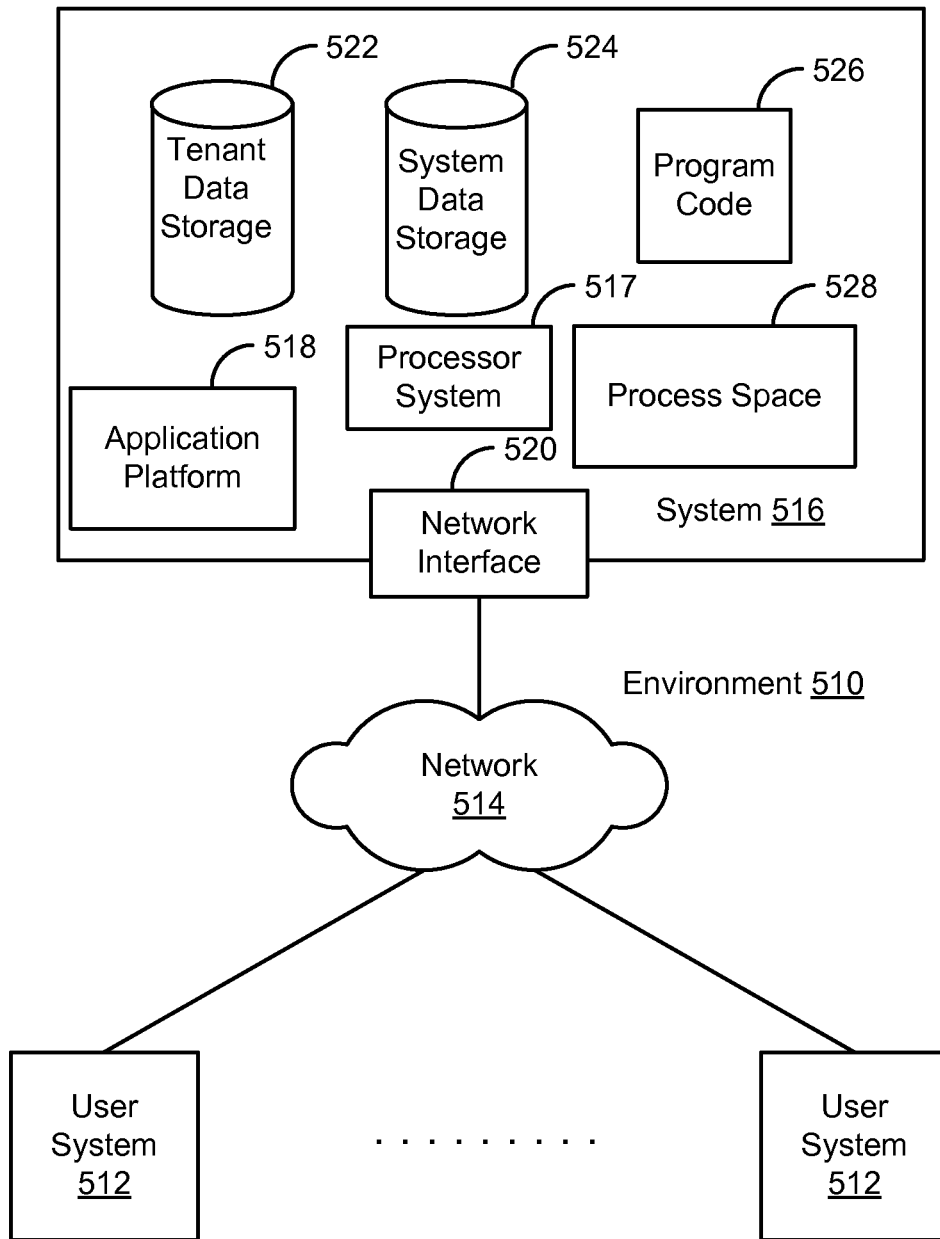 522
524
526
Tenant
Data
Storage
System
Data
Storage
Program
Code
517
528
518
Processor
System
Process Space
Application
Platform
520
Network
Interface
System 516
Environment 510
Network
514
User
System
512
. . . . . . . . .
User
System
512